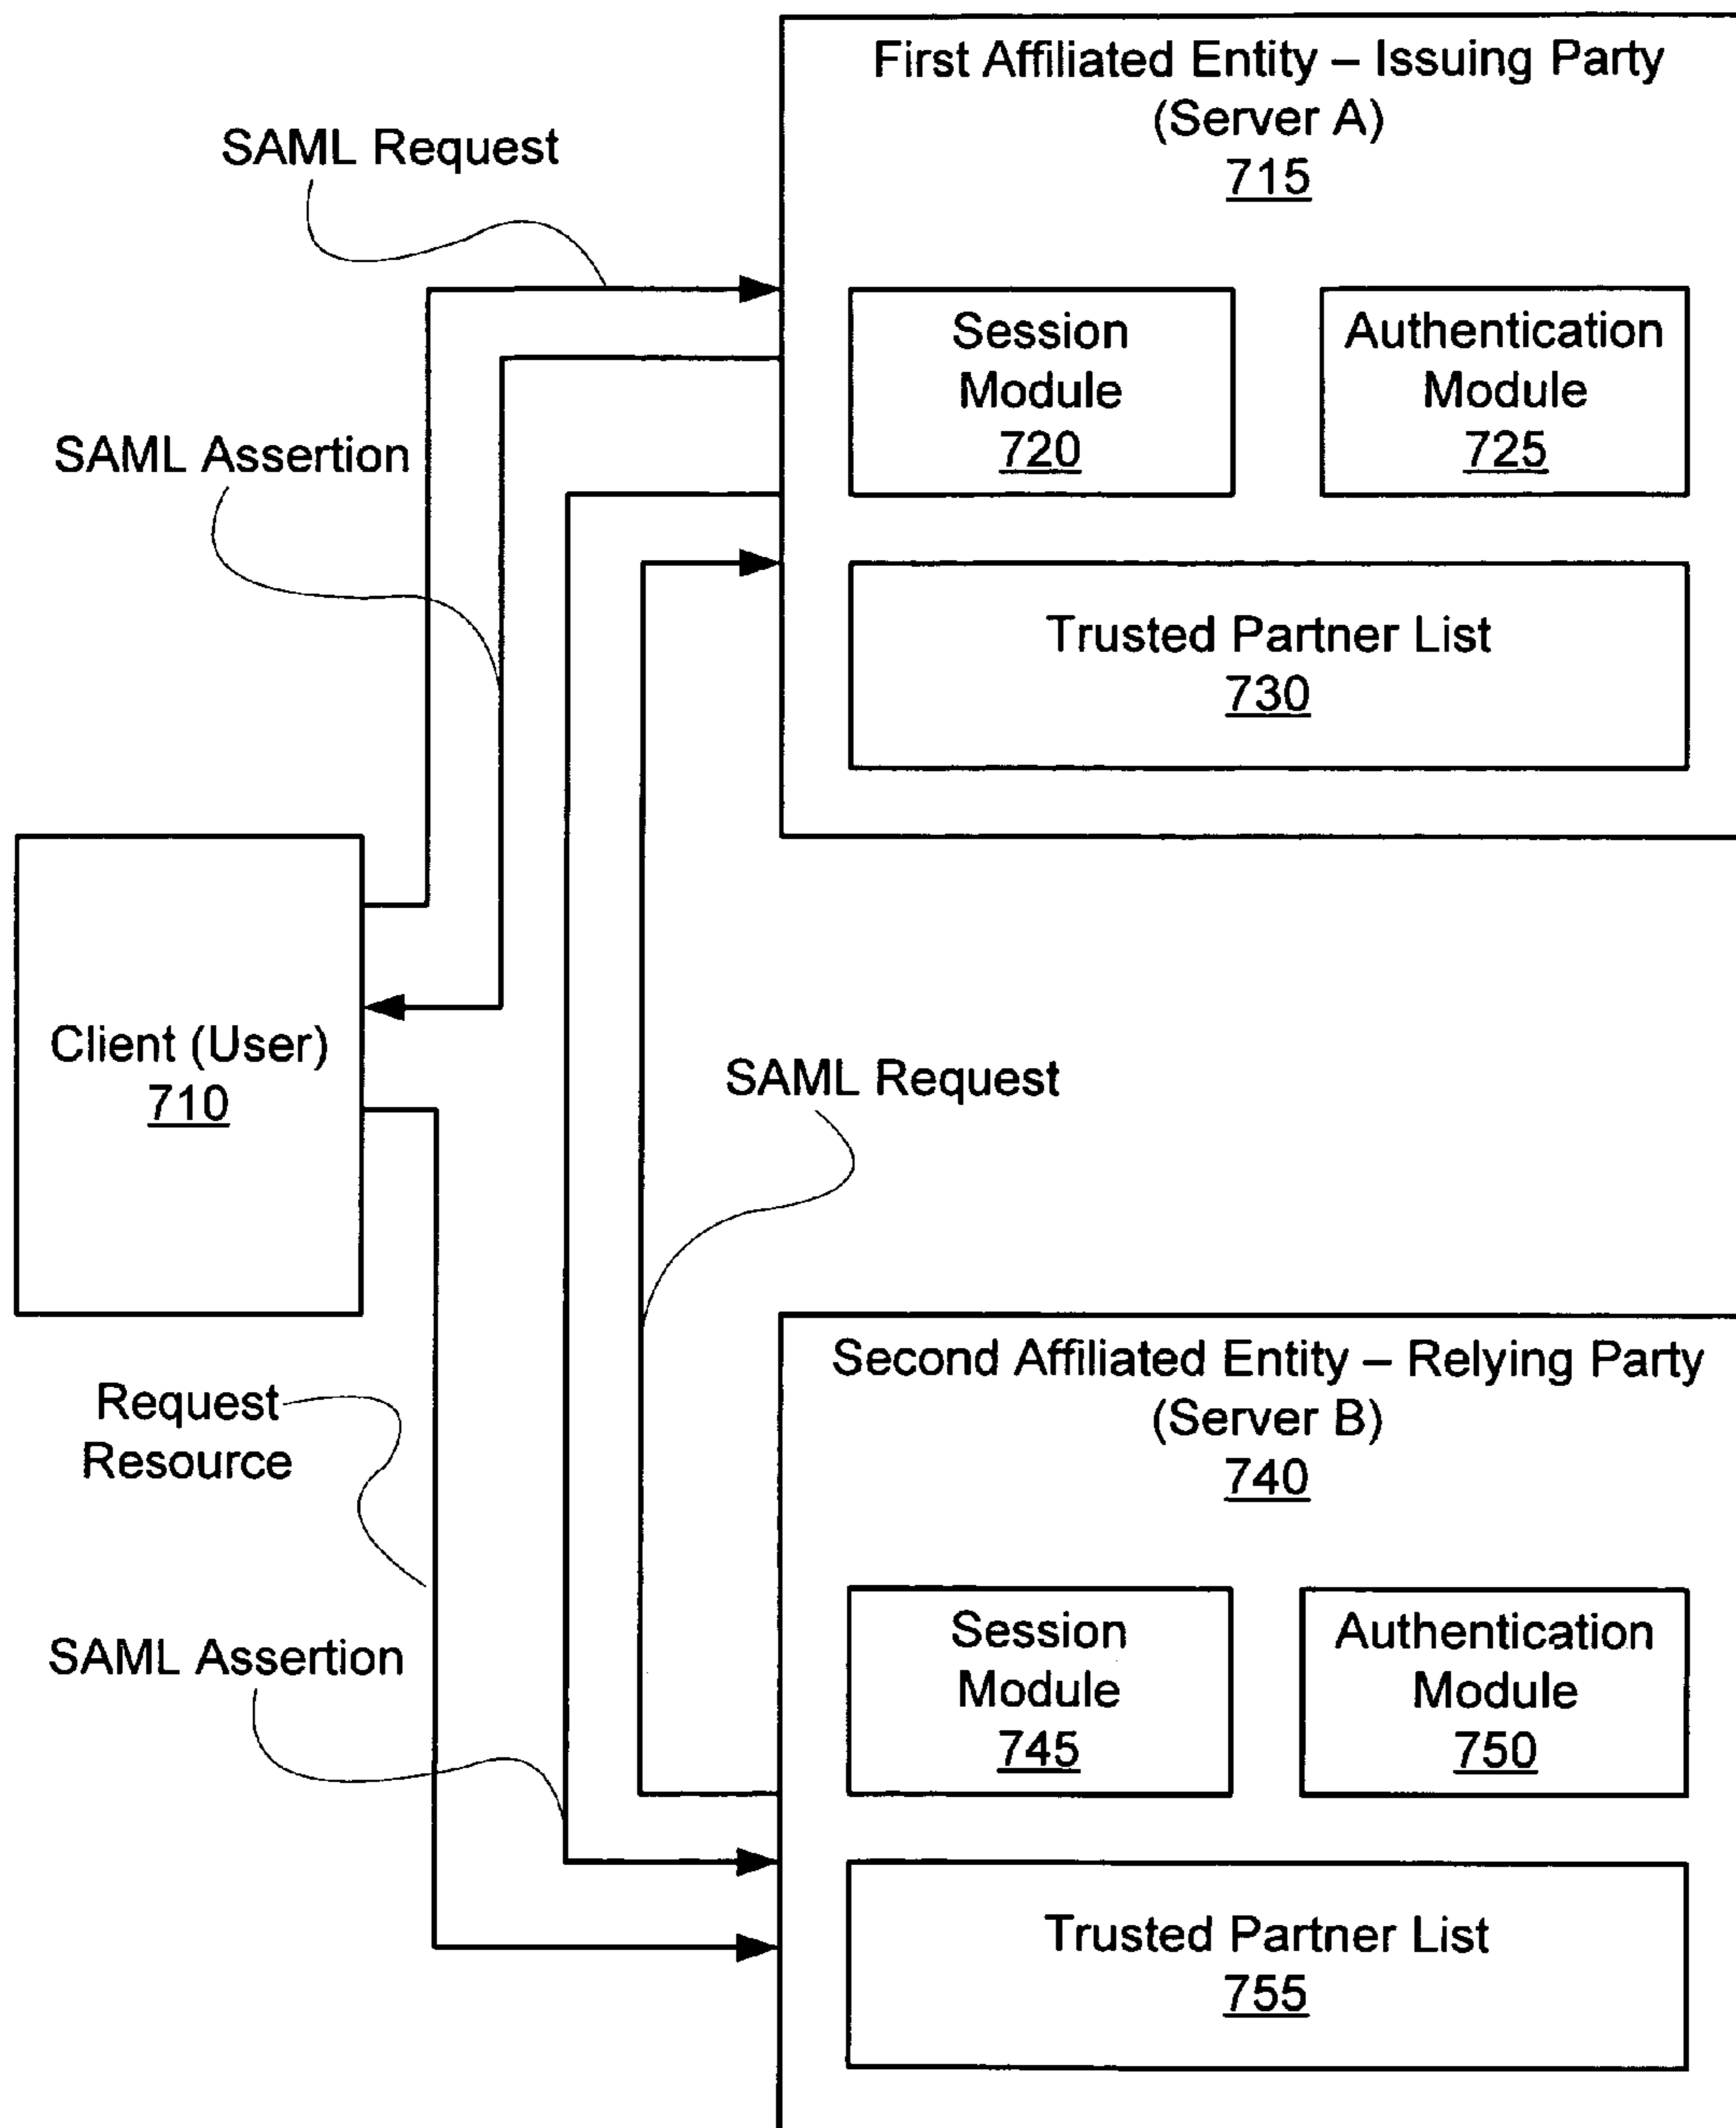 First Affiliated Entity – Issuing Party
(Server A)
715
SAML Request
Session
Module
720
Authentication
Module
725
SAML Assertion
Trusted Partner List
730
Client (User)
710
SAML Request
Second Affiliated Entity – Relying Party
(Server B)
740
Request
Resource
Session
Module
745
Authentication
Module
750
SAML Assertion
Trusted Partner List
755